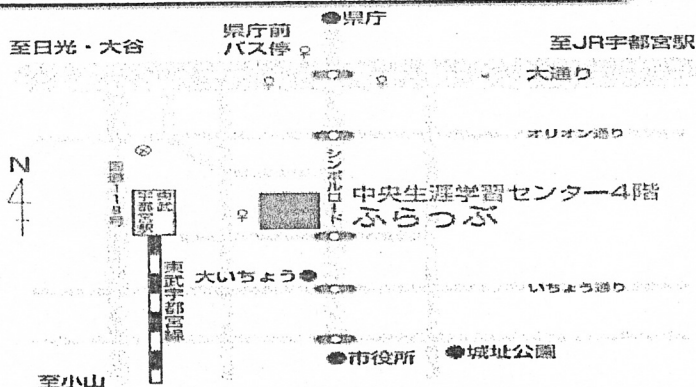 県庁
県庁前
バス停
至日光・大谷
至JR宇都宮駅
大通り
オリオン通り
シンボルロード
N
国道119号
東武
宇都宮駅
中央生涯学習センター4階
ふらっぷ
東武宇都宮線
大いちょう
いちょう通り
市役所
城址公園
至小山